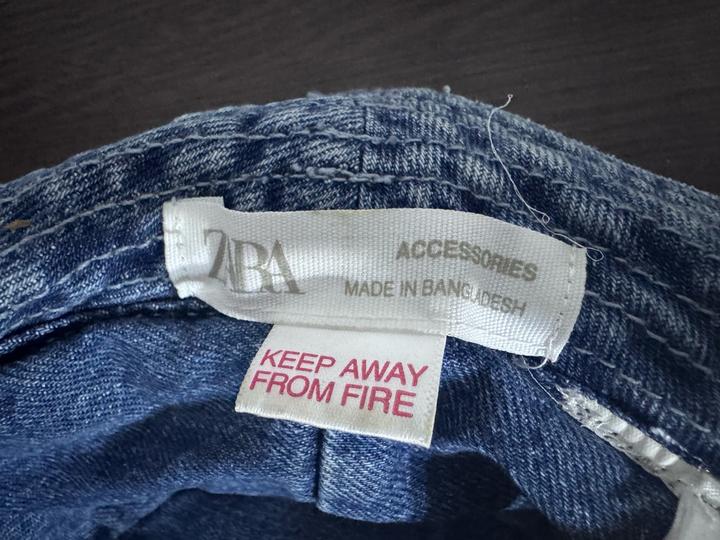 ZARA
ACCESSORIES
MADE IN BANGLADESH
KEEP AWAY
FROM FIRE